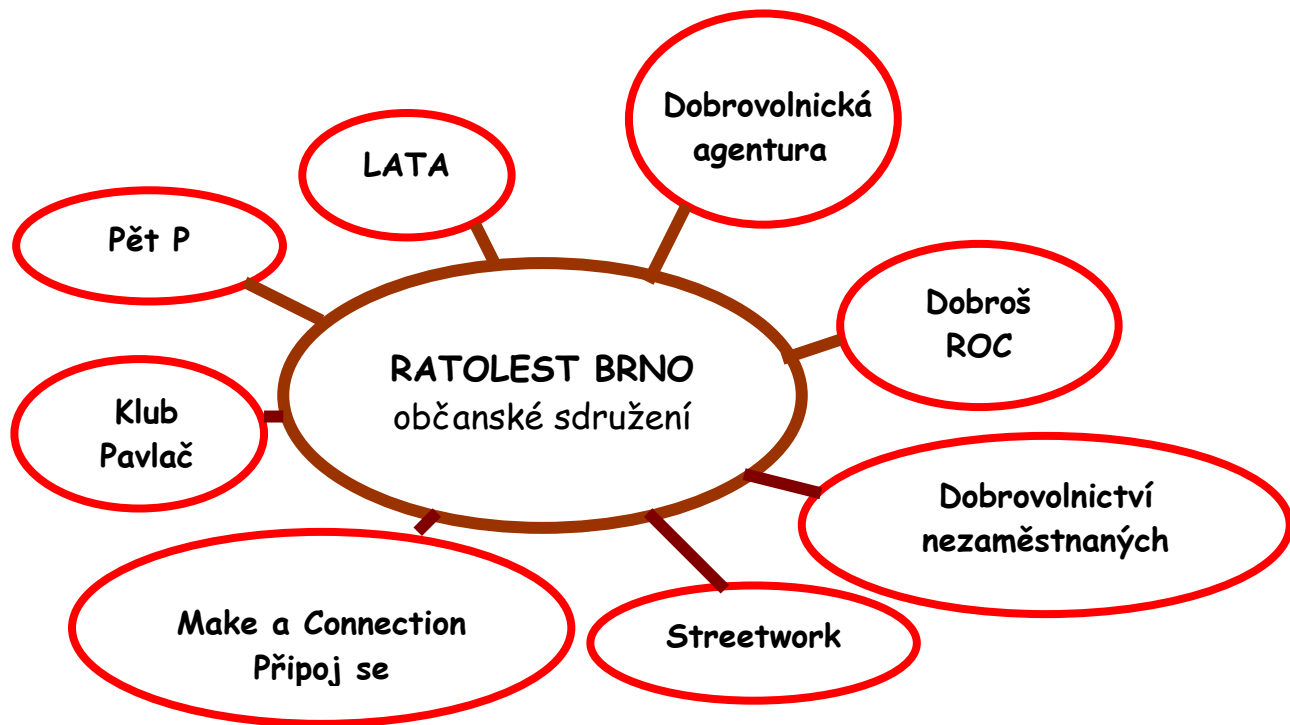 Dobrovolnická
agentura
LATA
Pět P
Dobroš
ROC
RATOLEST BRNO
občanské sdružení
Klub
Pavlač
Dobrovolnictví
nezaměstnaných
Make a Connection
Připoj se
Streetwork